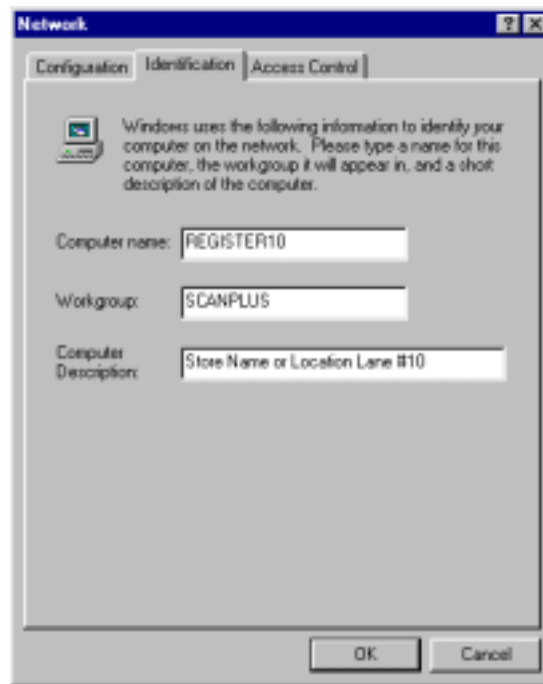 Network
Configuration Identification Access Control
Windows uses the following information to identify your
computer on the network. Please type a name for this
computer, the workgroup it will appear in, and a short
description of the computer.
Computer name: REGISTER10
Workgroup: SCANPLUS
Computer
Description: Store Name or Location Lane #10
OK Cancel